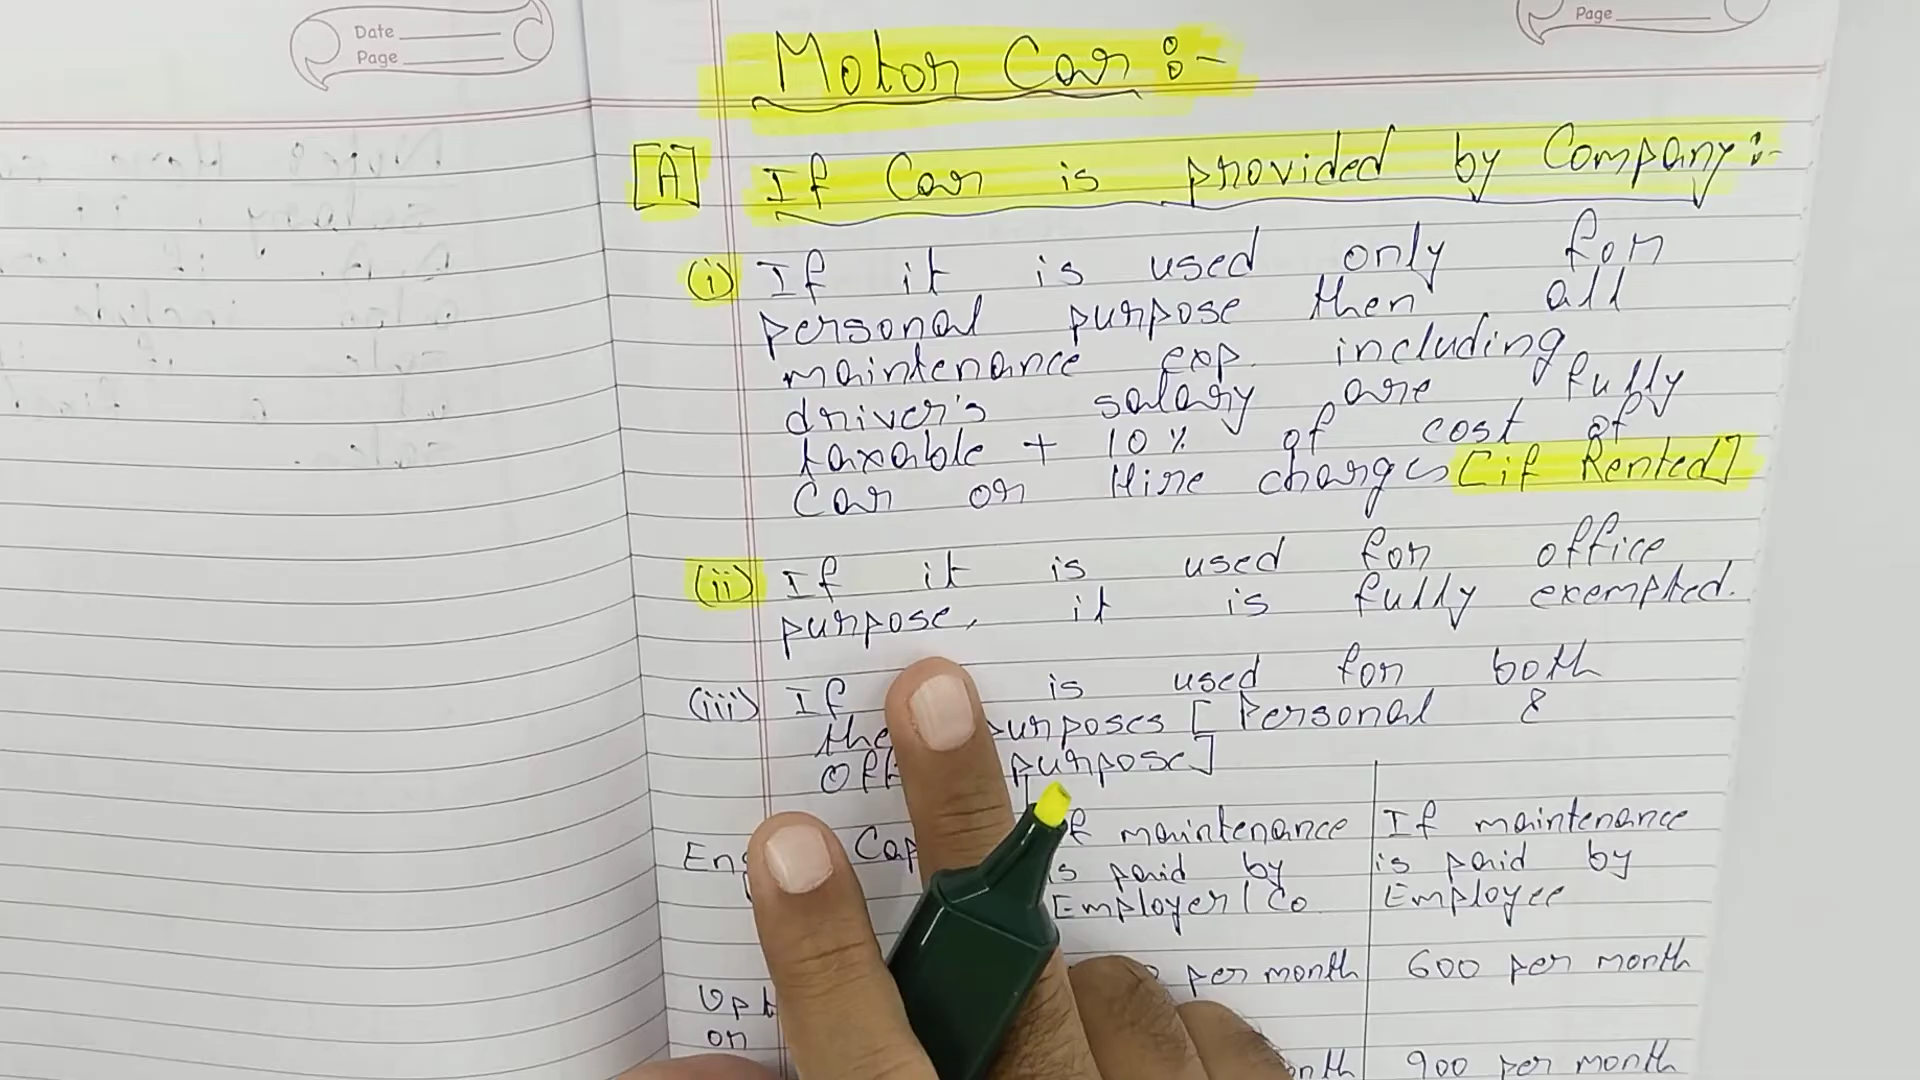 Date
Page
Page
Motor Car :-
[A] If Car is provided by Company :-
(i) If it is used only for
personal purpose then all
maintenance exp. including
driver's salary are fully
taxable + 10% of cost of
Car or Hire charges [if Rented]
(ii) If it is used for office
purpose, it is fully exempted.
(iii) If is used for both
the purposes [Personal &
purpose]
If maintenance
is paid by
Employer/Co
If maintenance
is paid by
Employee
per month
600 per month
or
900 per month